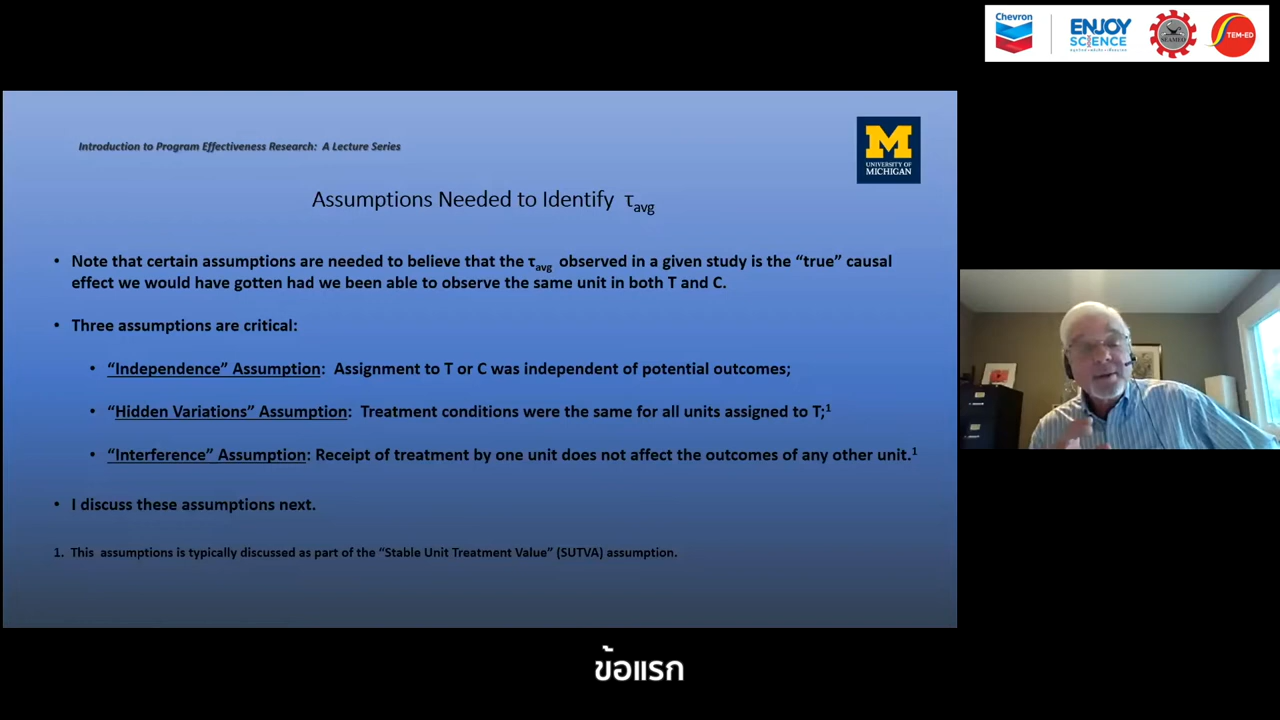 Chevron
ENJOY
SCIENCE
SEAMEO
TEM-ED
Introduction to Program Effectiveness Research: A Lecture Series
M
UNIVERSITY OF
MICHIGAN
Assumptions Needed to Identify τavg
• Note that certain assumptions are needed to believe that the τavg observed in a given study is the “true” causal
effect we would have gotten had we been able to observe the same unit in both T and C.
• Three assumptions are critical:
• “Independence” Assumption: Assignment to T or C was independent of potential outcomes;
• “Hidden Variations” Assumption: Treatment conditions were the same for all units assigned to T;1
• “Interference” Assumption: Receipt of treatment by one unit does not affect the outcomes of any other unit.1
• I discuss these assumptions next.
1. This assumptions is typically discussed as part of the “Stable Unit Treatment Value” (SUTVA) assumption.
ข้อแรก